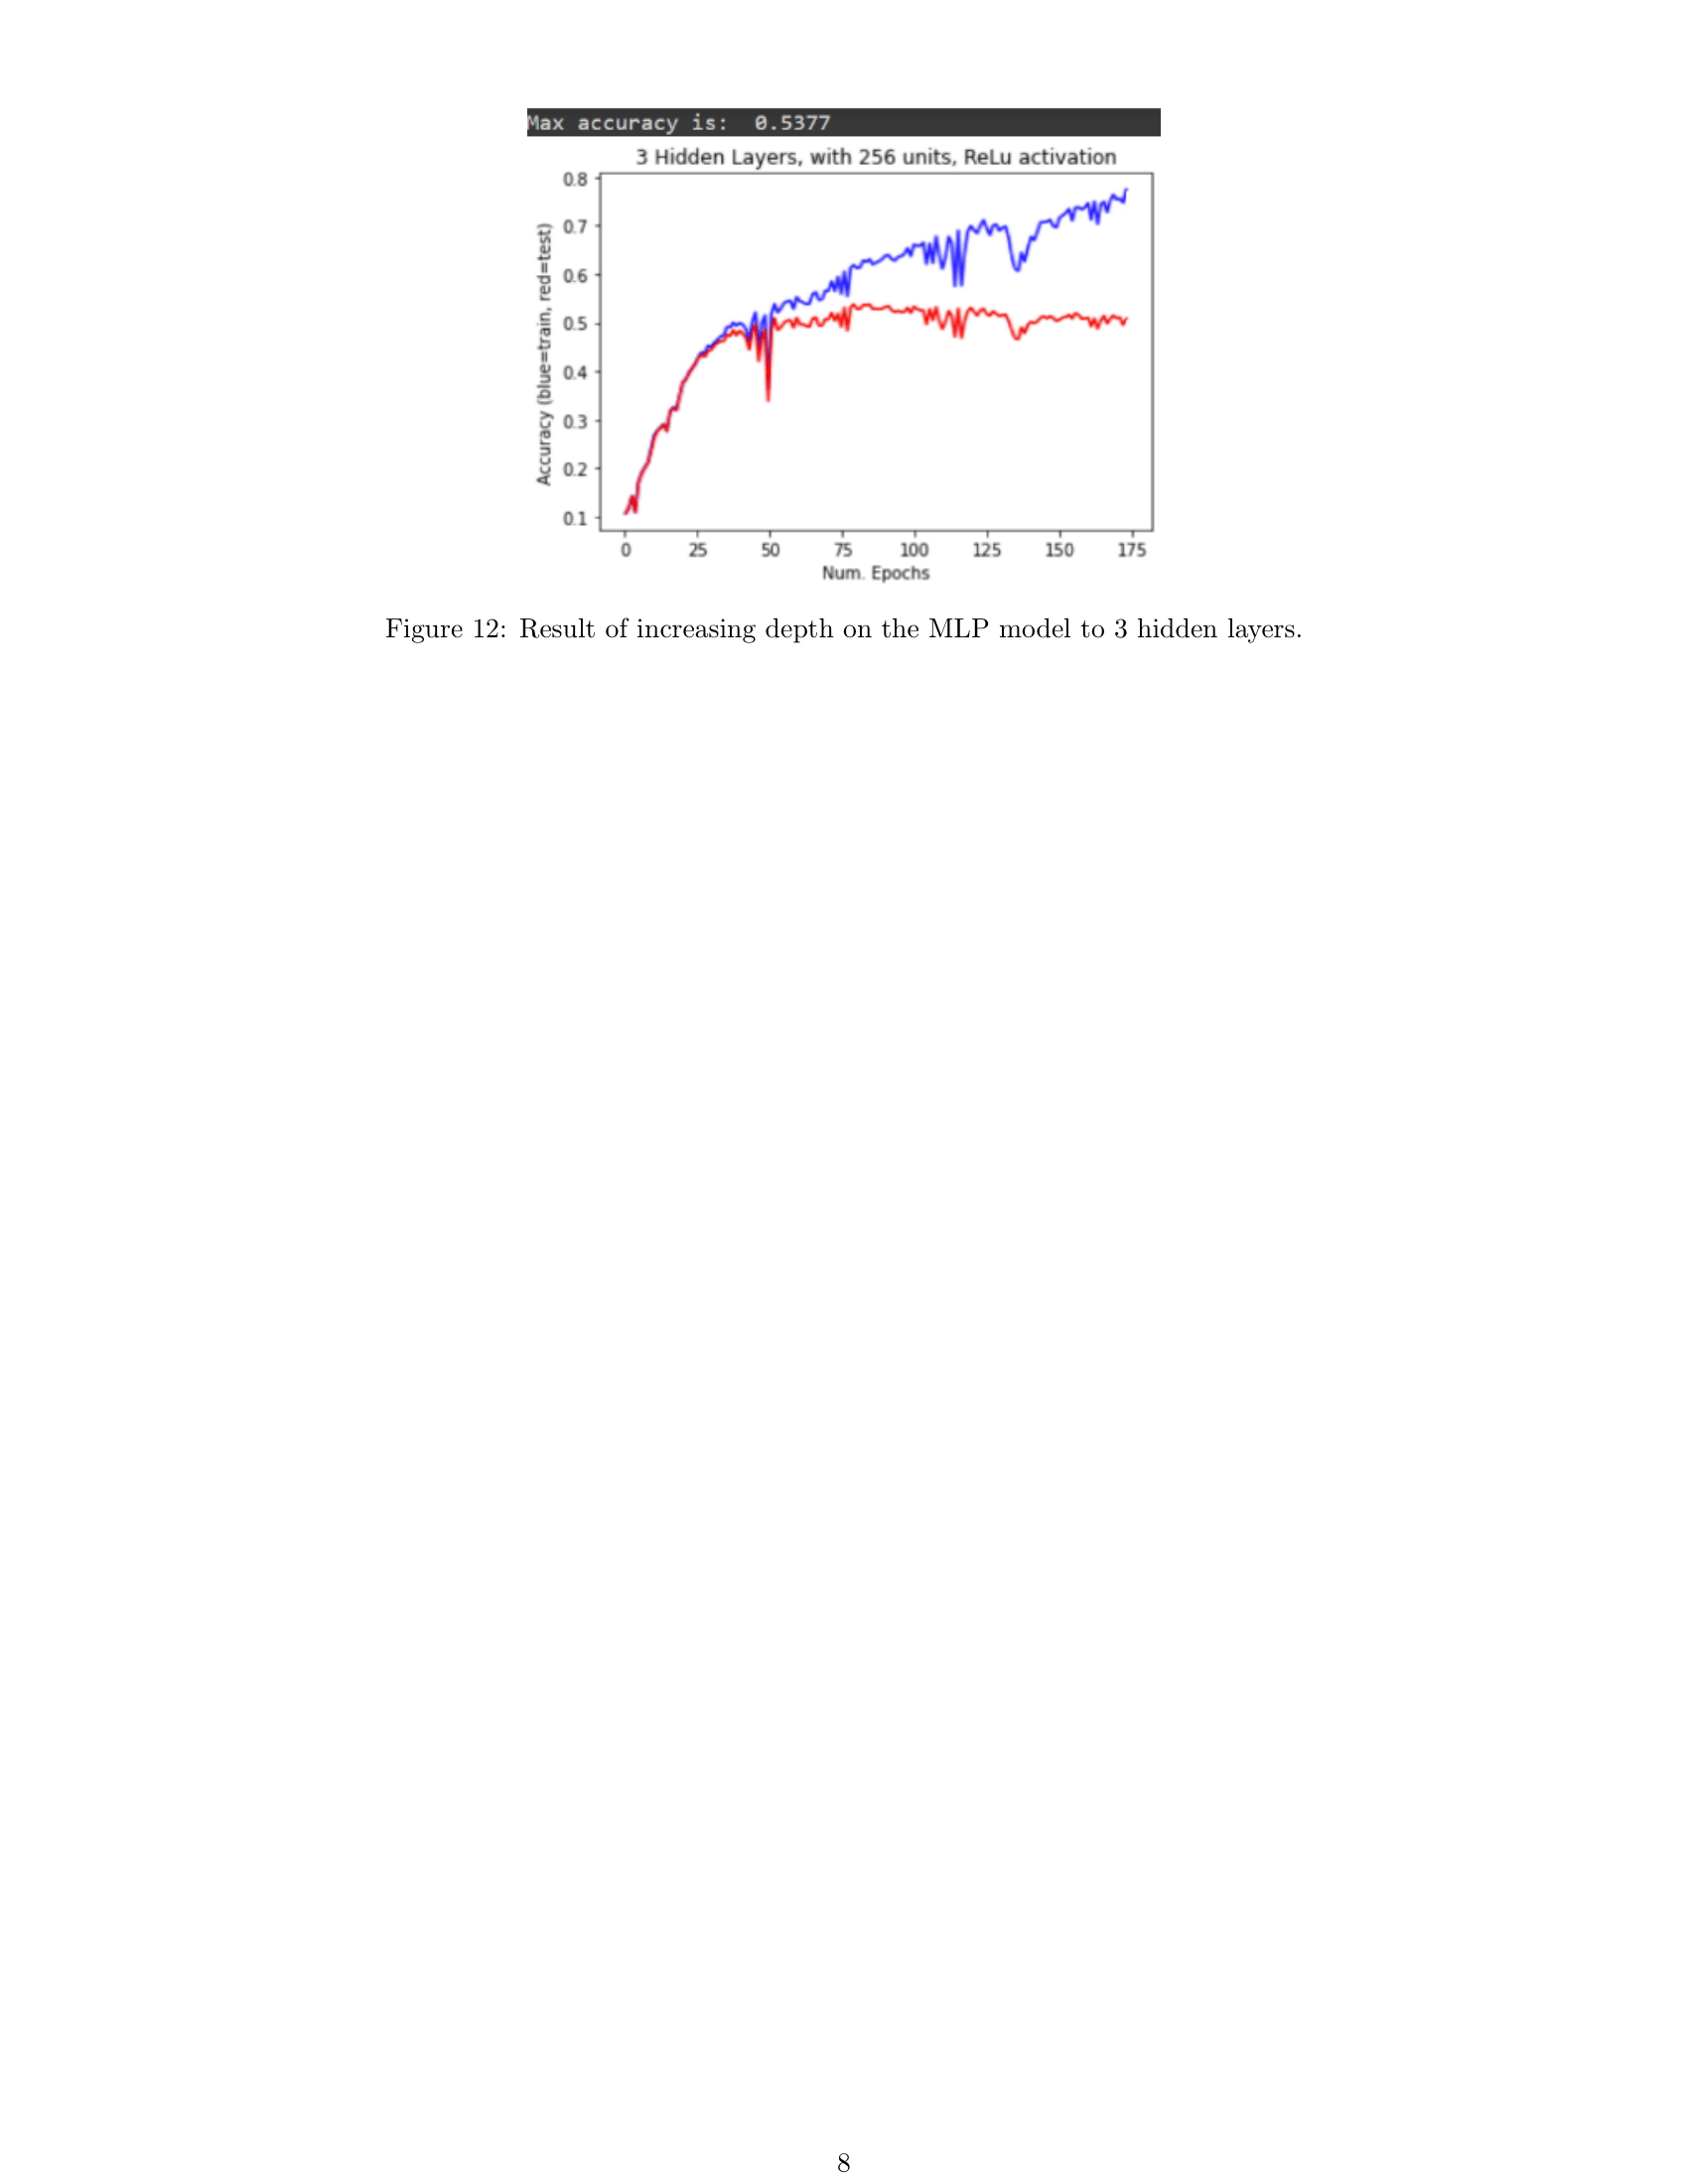 Max accuracy is: 0.5377
3 Hidden Layers, with 256 units, ReLu activation
Accuracy (blue=train, red=test)
0.8
0.7
0.6
0.5
0.4
0.3
0.2
0.1
0 25 50 75 100 125 150 175
Num. Epochs
Figure 12: Result of increasing depth on the MLP model to 3 hidden layers.
8